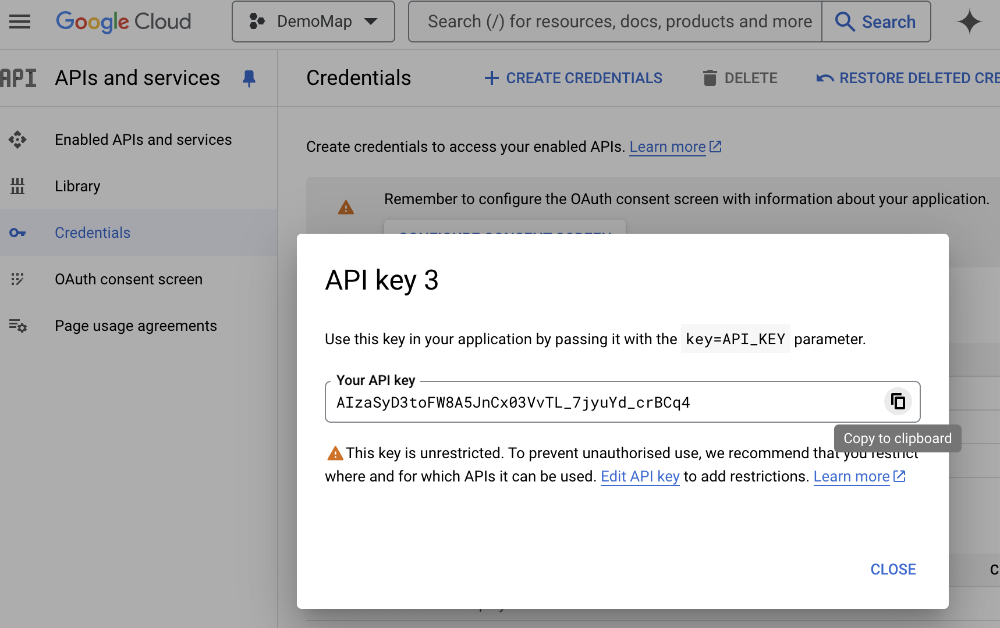 Google Cloud
DemoMap
Search (/) for resources, docs, products and more
Search
API
APIs and services
Credentials
CREATE CREDENTIALS
DELETE
RESTORE DELETED CRE
Enabled APIs and services
Library
Credentials
OAuth consent screen
Page usage agreements
Create credentials to access your enabled APIs. Learn more
Remember to configure the OAuth consent screen with information about your application.
CONFIGURE CONSENT SCREEN
API key 3
Use this key in your application by passing it with the key=API_KEY parameter.
Your API key
AIzaSyD3toFW8A5JnCx03VvTL_7jyuYd_crBCq4
Copy to clipboard
This key is unrestricted. To prevent unauthorised use, we recommend that you restrict
where and for which APIs it can be used. Edit API key to add restrictions. Learn more
CLOSE
C